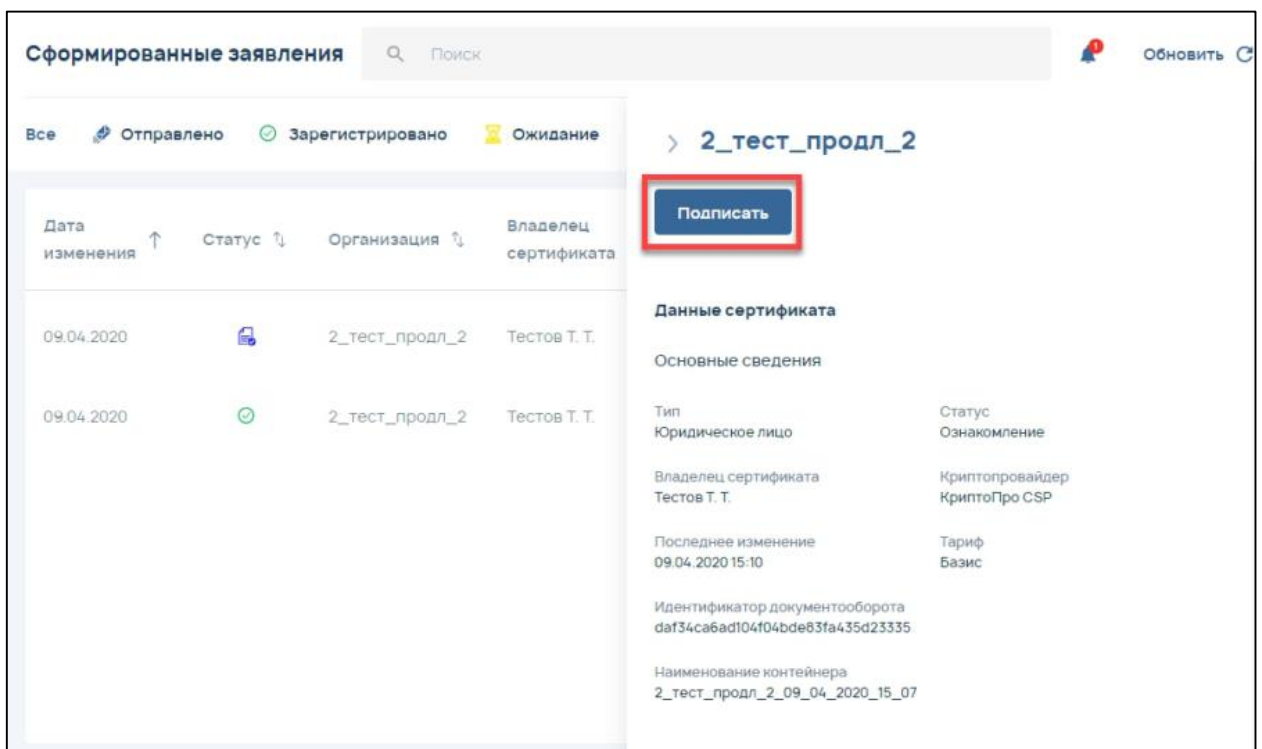 Сформированные заявления
Поиск
1
Обновить
Все
Отправлено
Зарегистрировано
Ожидание
Дата
изменения
Статус
Организация
Владелец
сертификата
09.04.2020
2_тест_продл_2
Тестов Т. Т.
09.04.2020
2_тест_продл_2
Тестов Т. Т.
2_тест_продл_2
Подписать
Данные сертификата
Основные сведения
Тип
Юридическое лицо
Статус
Ознакомление
Владелец сертификата
Тестов Т. Т.
Криптопровайдер
КриптоПро CSP
Последнее изменение
09.04.2020 15:10
Тариф
Базис
Идентификатор документооборота
daf34ca6ad104f04bde83fa435d23335
Наименование контейнера
2_тест_продл_2_09_04_2020_15_07